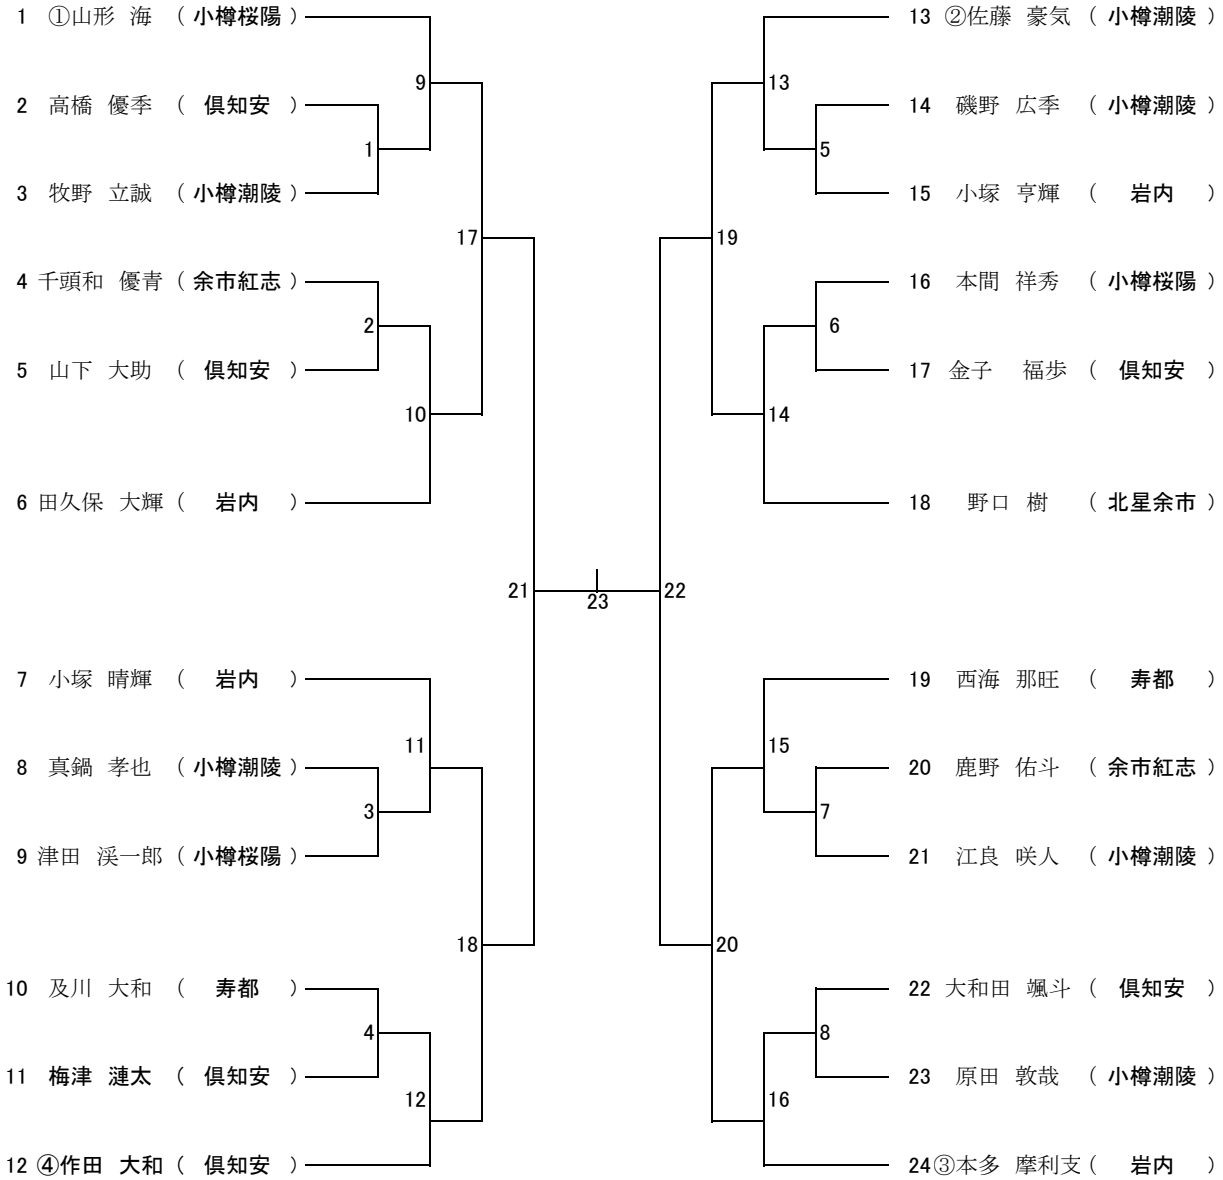 1 ①山形 海 ( 小樽桜陽 )
2 高橋 優季 ( 倶知安 )
3 牧野 立誠 ( 小樽潮陵 )
4 千頭和 優青 ( 余市紅志 )
5 山下 大助 ( 倶知安 )
6 田久保 大輝 ( 岩内 )
7 小塚 晴輝 ( 岩内 )
8 真鍋 孝也 ( 小樽潮陵 )
9 津田 渓一郎 ( 小樽桜陽 )
10 及川 大和 ( 寿都 )
11 梅津 漣太 ( 倶知安 )
12 ④作田 大和 ( 倶知安 )
1
2
3
4
9
10
11
12
17
18
21
23
22
19
20
13
14
15
16
5
6
7
8
13 ②佐藤 豪気 ( 小樽潮陵 )
14 磯野 広季 ( 小樽潮陵 )
15 小塚 亨輝 ( 岩内 )
16 本間 祥秀 ( 小樽桜陽 )
17 金子 福歩 ( 倶知安 )
18 野口 樹 ( 北星余市 )
19 西海 那旺 ( 寿都 )
20 鹿野 佑斗 ( 余市紅志 )
21 江良 咲人 ( 小樽潮陵 )
22 大和田 颯斗 ( 倶知安 )
23 原田 敦哉 ( 小樽潮陵 )
24 ③本多 摩利支 ( 岩内 )